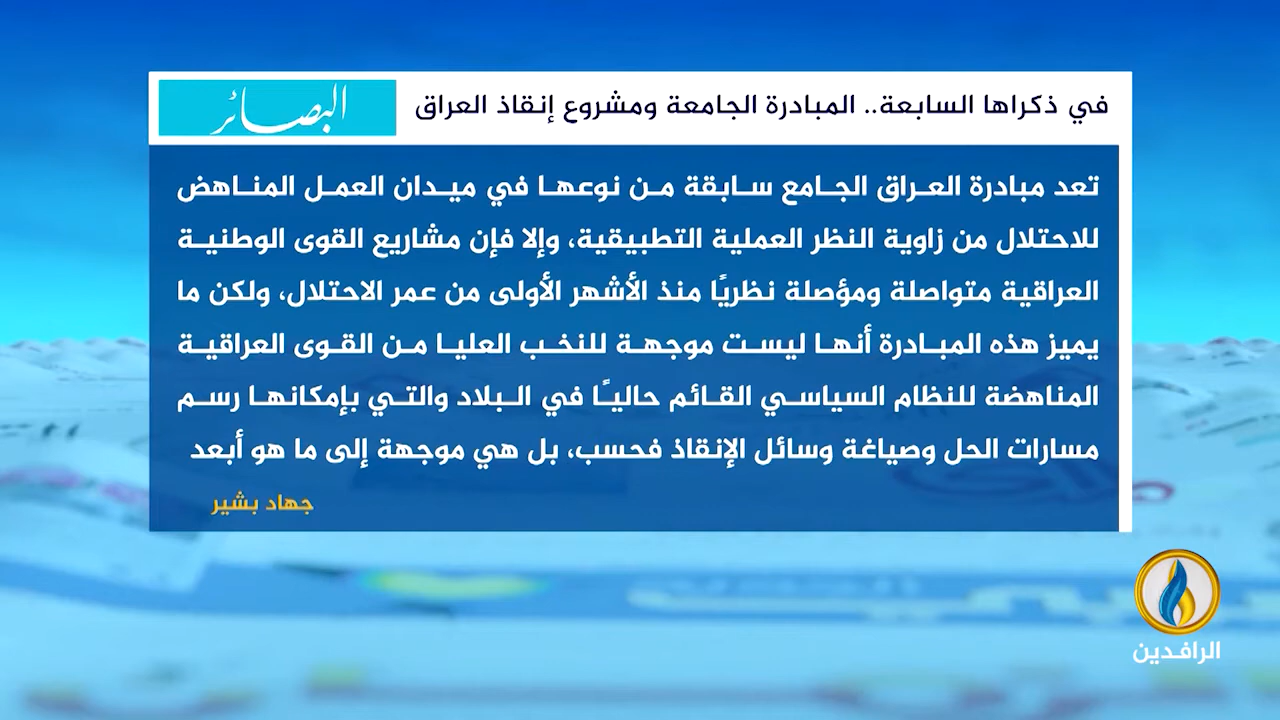 في ذكراها السابعة.. المبادرة الجامعة ومشروع إنقاذ العراق
البصائر
تعد مبادرة العراق الجامع سابقة من نوعها في ميدان العمل المناهض
للاحتلال من زاوية النظر العملية التطبيقية، وإلا فإن مشاريع القوى الوطنية
العراقية متواصلة ومؤصلة نظريًا منذ الأشهر الأولى من عمر الاحتلال، ولكن ما
يميز هذه المبادرة أنها ليست موجهة للنخب العليا من القوى العراقية
المناهضة للنظام السياسي القائم حاليًا في البلاد والتي بإمكانها رسم
مسارات الحل وصياغة وسائل الإنقاذ فحسب، بل هي موجهة إلى ما هو أبعد
جهاد بشير
الرافدين